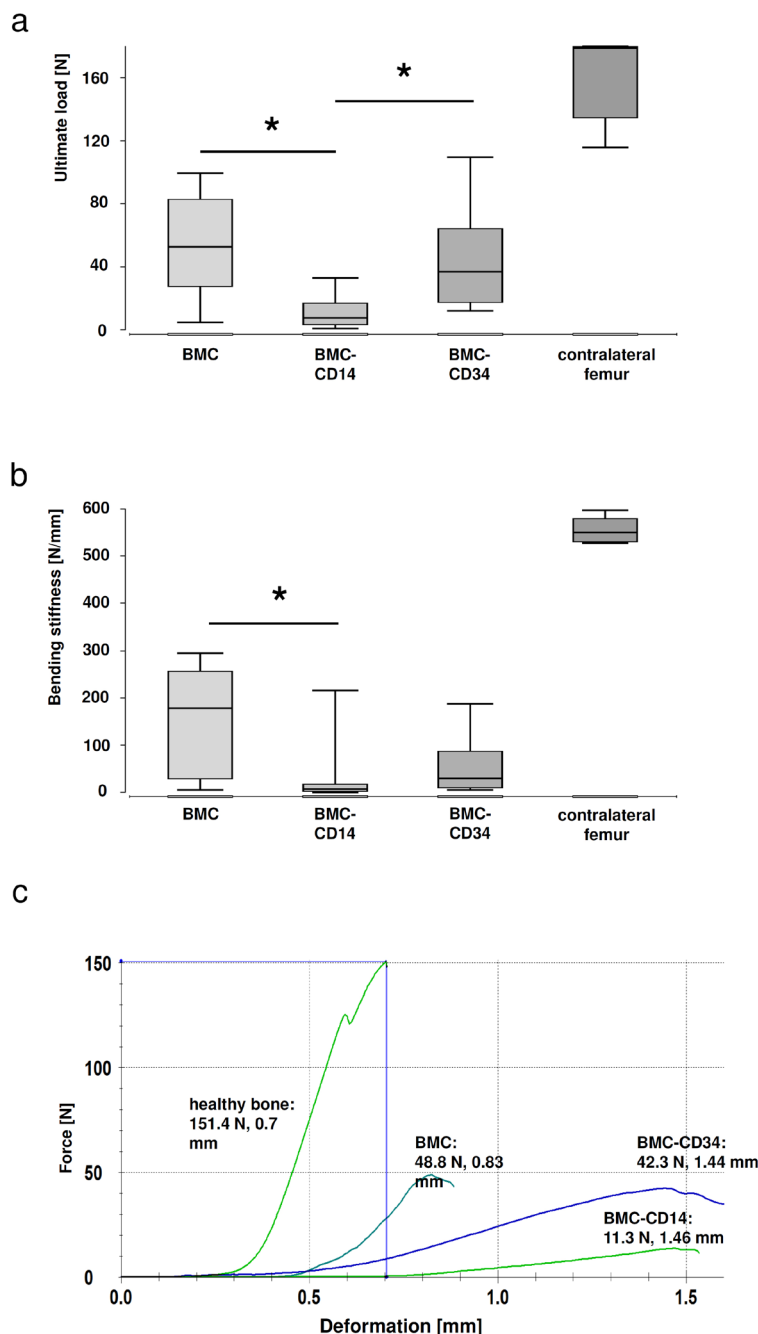 a
Ultimate load [N]
160
120
80
40
0
*
*
BMC
BMC-
CD14
BMC-
CD34
contralateral
femur
b
Bending stiffness [N/mm]
600
500
400
300
200
100
0
*
BMC
BMC-
CD14
BMC-
CD34
contralateral
femur
c
Force [N]
150
100
50
0
healthy bone:
151.4 N, 0.7
mm
BMC:
48.8 N, 0.83
mm
BMC-CD34:
42.3 N, 1.44 mm
BMC-CD14:
11.3 N, 1.46 mm
0.0
0.5
1.0
1.5
Deformation [mm]